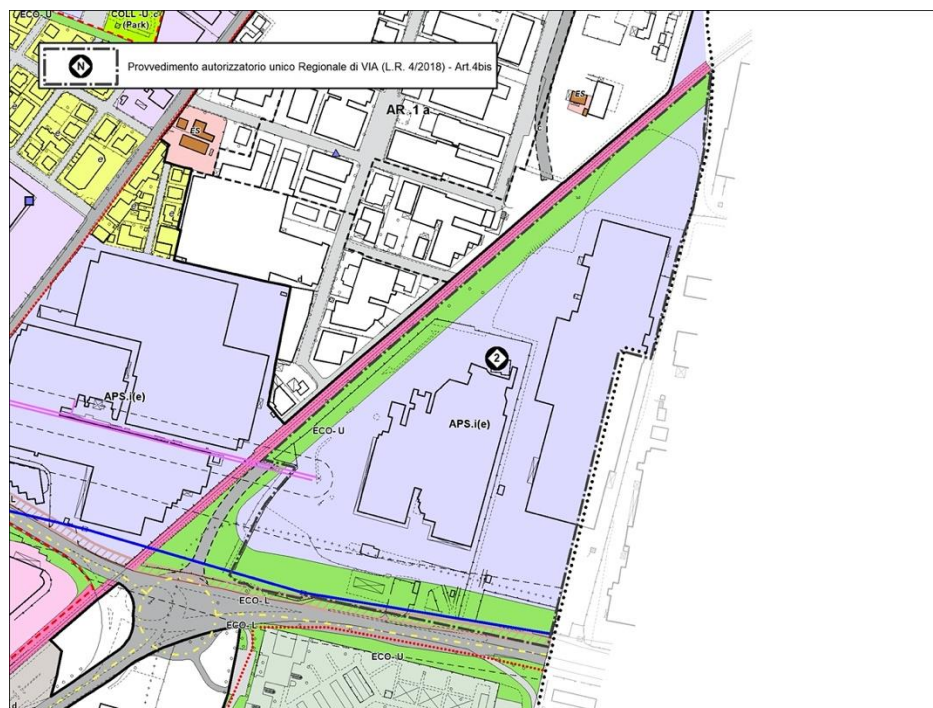 ECO-U
COLL-U.c
(Park)
N
Provvedimento autorizzatorio unico Regionale di VIA (L.R. 4/2018) - Art.4bis
ES
AR .1 a
ES
e
2
APS.i(e)
APS.i(e)
ECO-U
ECO-L
ECO-L
ECO-U
d